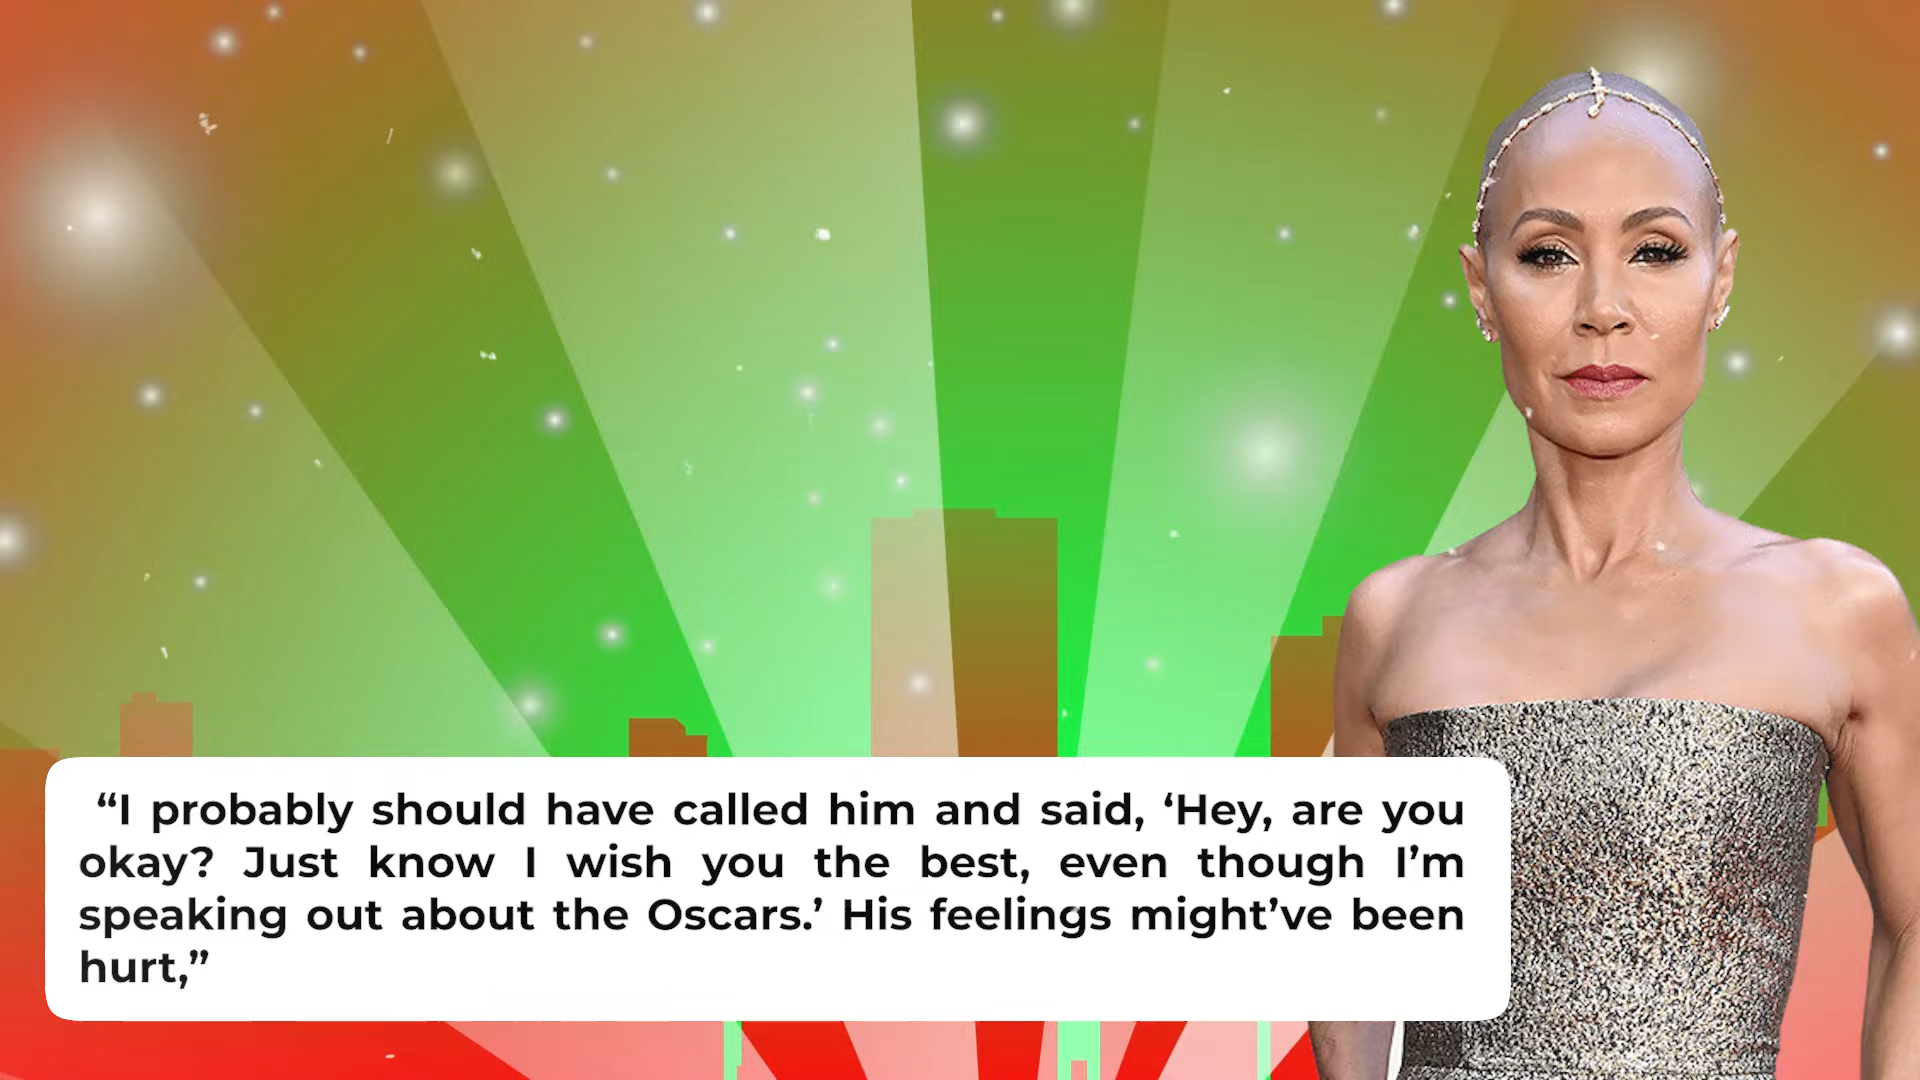 “I probably should have called him and said, ‘Hey, are you
okay? Just know I wish you the best, even though I’m
speaking out about the Oscars.’ His feelings might’ve been
hurt,”